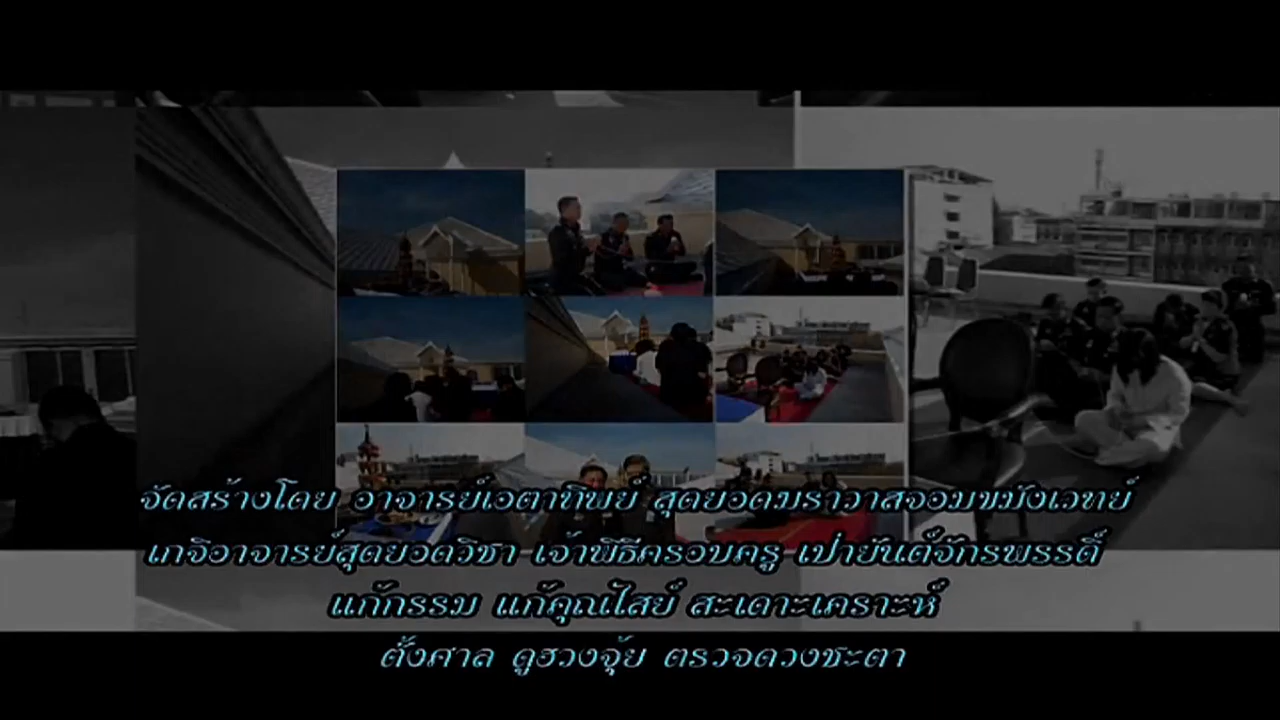 จัดสร้างโดย อาจารย์เอตาทิพย์ สุดยอดฆราวาสจอมขมังเวทย์
เกจิอาจารย์สุดยอดวิชา เจ้าพิธีครอบครู เป่ายันต์จักรพรรดิ์
แก้กรรม แก้คุณไสย์ สะเดาะเคราะห์
ตั้งศาล ดูฮวงจุ้ย ตรวจดวงชะตา